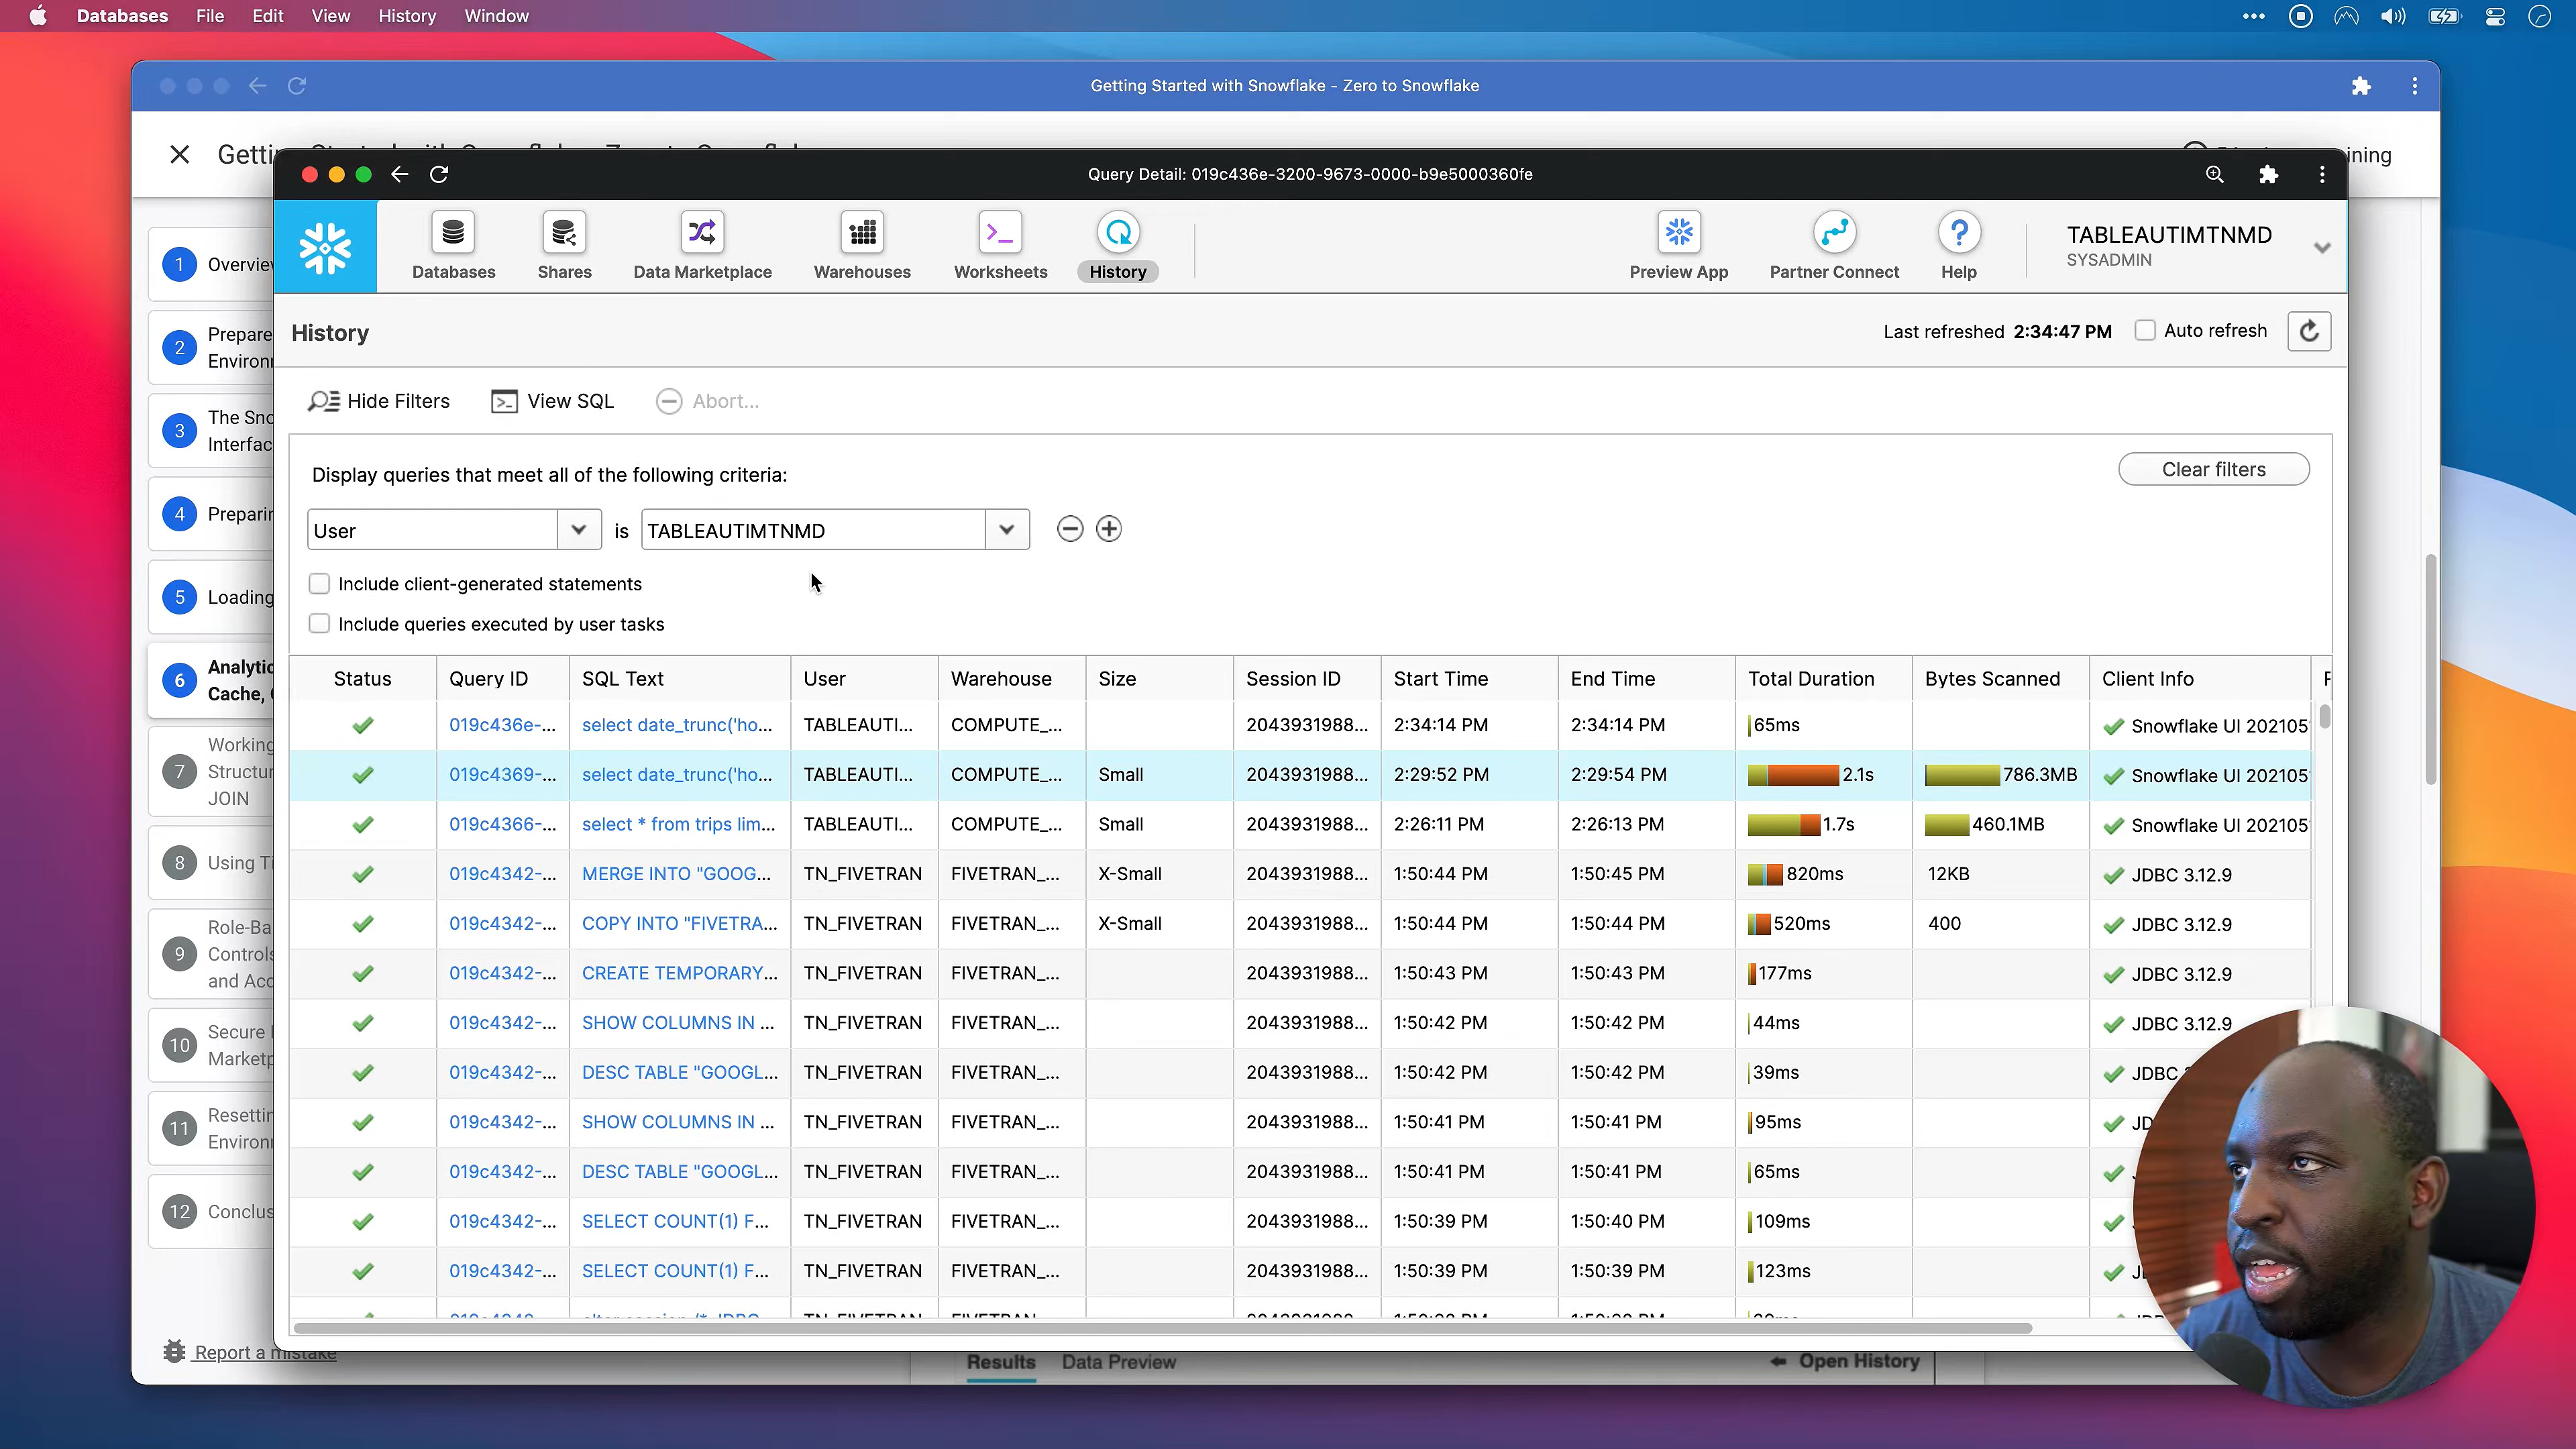 Databases File Edit View History Window
Getting Started with Snowflake - Zero to Snowflake
Getti
ining
Query Detail: 019c436e-3200-9673-0000-b9e5000360fe
Databases Shares Data Marketplace Warehouses Worksheets History Preview App Partner Connect Help
TABLEAUTIMTNMD
SYSADMIN
History
Last refreshed 2:34:47 PM Auto refresh
Hide Filters View SQL Abort...
Display queries that meet all of the following criteria:
Clear filters
User is TABLEAUTIMTNMD
Include client-generated statements
Include queries executed by user tasks
Status Query ID SQL Text User Warehouse Size Session ID Start Time End Time Total Duration Bytes Scanned Client Info
019c436e-... select date_trunc('ho... TABLEAUTI... COMPUTE_... 2043931988... 2:34:14 PM 2:34:14 PM 65ms Snowflake UI 202105
019c4369-... select date_trunc('ho... TABLEAUTI... COMPUTE_... Small 2043931988... 2:29:52 PM 2:29:54 PM 2.1s 786.3MB Snowflake UI 202105
019c4366-... select * from trips lim... TABLEAUTI... COMPUTE_... Small 2043931988... 2:26:11 PM 2:26:13 PM 1.7s 460.1MB Snowflake UI 202105
019c4342-... MERGE INTO "GOOG... TN_FIVETRAN FIVETRAN_... X-Small 2043931988... 1:50:44 PM 1:50:45 PM 820ms 12KB JDBC 3.12.9
019c4342-... COPY INTO "FIVETRA... TN_FIVETRAN FIVETRAN_... X-Small 2043931988... 1:50:44 PM 1:50:44 PM 520ms 400 JDBC 3.12.9
019c4342-... CREATE TEMPORARY... TN_FIVETRAN FIVETRAN_... 2043931988... 1:50:43 PM 1:50:43 PM 177ms JDBC 3.12.9
019c4342-... SHOW COLUMNS IN ... TN_FIVETRAN FIVETRAN_... 2043931988... 1:50:42 PM 1:50:42 PM 44ms JDBC 3.12.9
019c4342-... DESC TABLE "GOOGL... TN_FIVETRAN FIVETRAN_... 2043931988... 1:50:42 PM 1:50:42 PM 39ms JDBC
019c4342-... SHOW COLUMNS IN ... TN_FIVETRAN FIVETRAN_... 2043931988... 1:50:41 PM 1:50:41 PM 95ms JD
019c4342-... DESC TABLE "GOOGL... TN_FIVETRAN FIVETRAN_... 2043931988... 1:50:41 PM 1:50:41 PM 65ms
019c4342-... SELECT COUNT(1) F... TN_FIVETRAN FIVETRAN_... 2043931988... 1:50:39 PM 1:50:40 PM 109ms
019c4342-... SELECT COUNT(1) F... TN_FIVETRAN FIVETRAN_... 2043931988... 1:50:39 PM 1:50:39 PM 123ms
1 Overvie
2 Prepare
Environ
3 The Sno
Interfac
4 Preparin
5 Loading
6 Analytic
Cache, C
7 Working
Structur
JOIN
8 Using Ti
9 Role-Ba
Controls
and Acc
10 Secure
Marketp
11 Resettin
Environ
12 Conclus
Report a mistake
Results Data Preview Open History